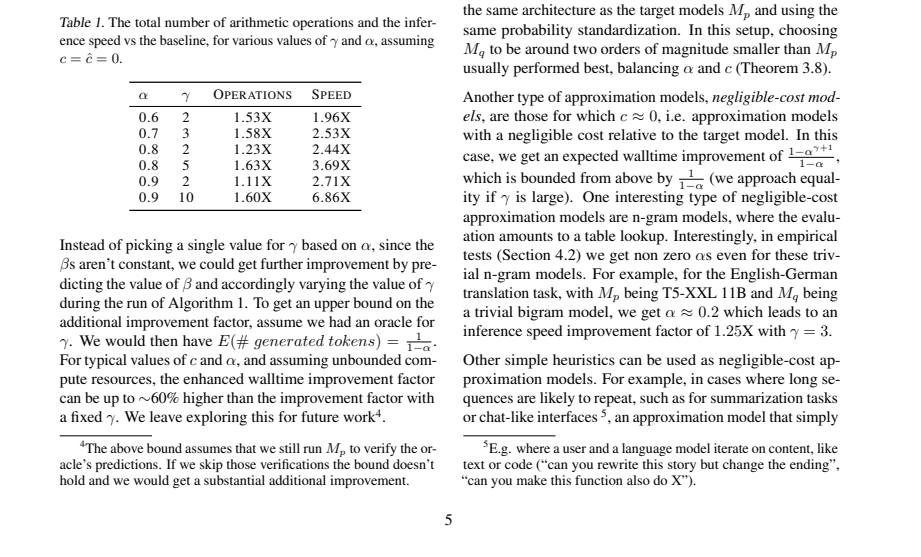 Table 1. The total number of arithmetic operations and the infer-
ence speed vs the baseline, for various values of γ and α, assuming
c = ĉ = 0.
α γ OPERATIONS SPEED
0.6 2 1.53X 1.96X
0.7 3 1.58X 2.53X
0.8 2 1.23X 2.44X
0.8 5 1.63X 3.69X
0.9 2 1.11X 2.71X
0.9 10 1.60X 6.86X
Instead of picking a single value for γ based on α, since the
βs aren't constant, we could get further improvement by pre-
dicting the value of β and accordingly varying the value of γ
during the run of Algorithm 1. To get an upper bound on the
additional improvement factor, assume we had an oracle for
γ. We would then have E(# generated tokens) = 1/(1−α).
For typical values of c and α, and assuming unbounded com-
pute resources, the enhanced walltime improvement factor
can be up to ∼60% higher than the improvement factor with
a fixed γ. We leave exploring this for future work⁴.
⁴The above bound assumes that we still run Mₚ to verify the or-
acle's predictions. If we skip those verifications the bound doesn't
hold and we would get a substantial additional improvement.
the same architecture as the target models Mₚ and using the
same probability standardization. In this setup, choosing
M_q to be around two orders of magnitude smaller than Mₚ
usually performed best, balancing α and c (Theorem 3.8).
Another type of approximation models, negligible-cost mod-
els, are those for which c ≈ 0, i.e. approximation models
with a negligible cost relative to the target model. In this
case, we get an expected walltime improvement of (1−α^(γ+1))/(1−α),
which is bounded from above by 1/(1−α) (we approach equal-
ity if γ is large). One interesting type of negligible-cost
approximation models are n-gram models, where the evalu-
ation amounts to a table lookup. Interestingly, in empirical
tests (Section 4.2) we get non zero αs even for these triv-
ial n-gram models. For example, for the English-German
translation task, with Mₚ being T5-XXL 11B and M_q being
a trivial bigram model, we get α ≈ 0.2 which leads to an
inference speed improvement factor of 1.25X with γ = 3.
Other simple heuristics can be used as negligible-cost ap-
proximation models. For example, in cases where long se-
quences are likely to repeat, such as for summarization tasks
or chat-like interfaces ⁵, an approximation model that simply
⁵E.g. where a user and a language model iterate on content, like
text or code (“can you rewrite this story but change the ending”,
“can you make this function also do X”).
5